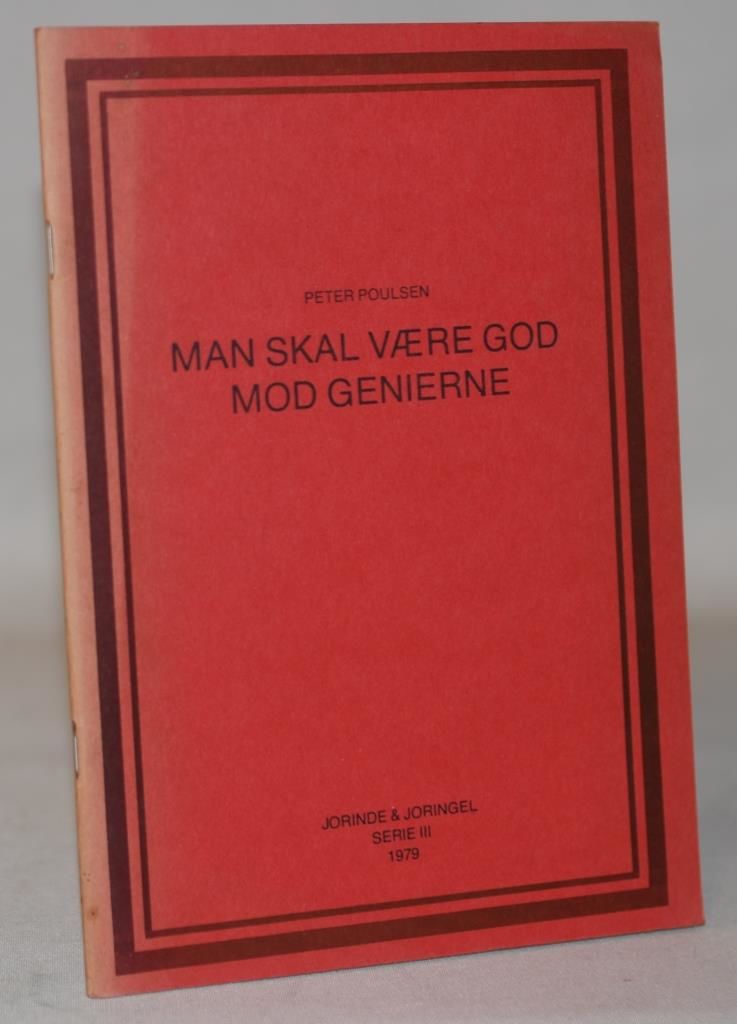 PETER POULSEN
MAN SKAL VÆRE GOD
MOD GENIERNE
JORINDE & JORINGEL
SERIE III
1979